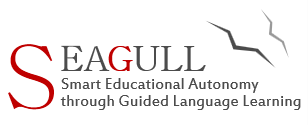 SEAGULL
Smart Educational Autonomy
through Guided Language Learning